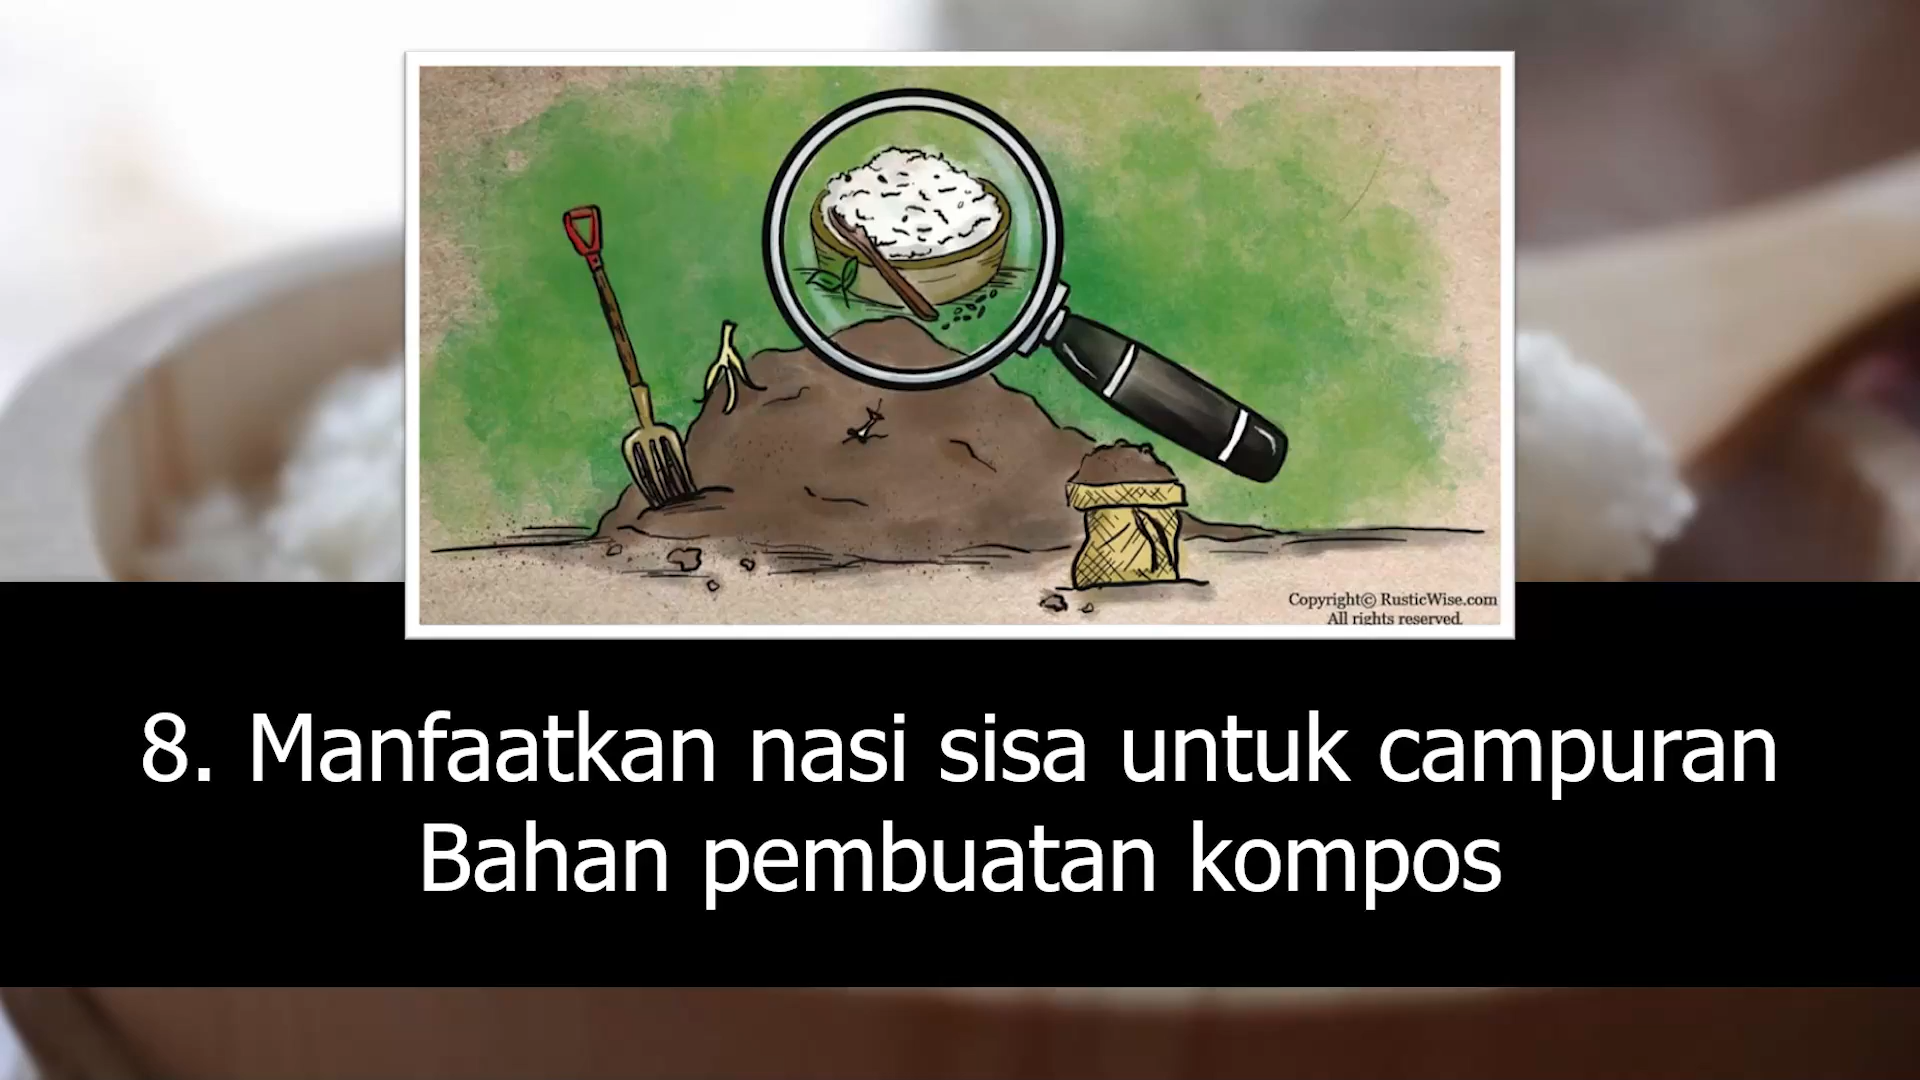 Copyright© RusticWise.com
All rights reserved.
8. Manfaatkan nasi sisa untuk campuran
Bahan pembuatan kompos